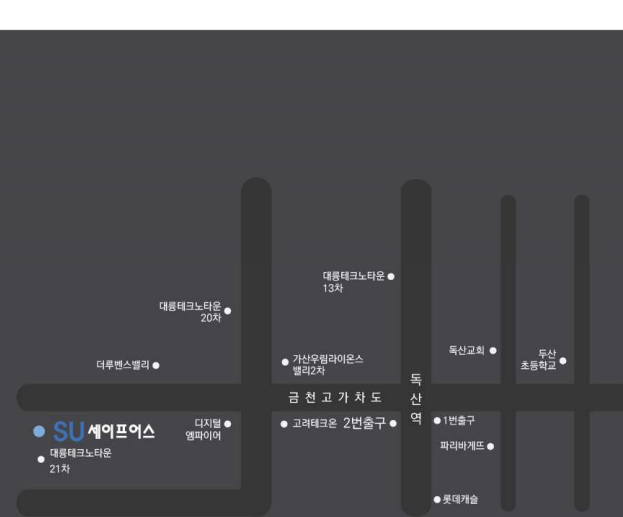 대륭테크노타운
13차
대륭테크노타운
20차
독산교회
두산
초등학교
더루벤스밸리
가산우림라이온스
밸리2차
독
산
역
금천고가차도
SU 세이프어스
디지털
엠파이어
고려테크온
2번출구
1번출구
대륭테크노타운
21차
파리바게뜨
롯데캐슬